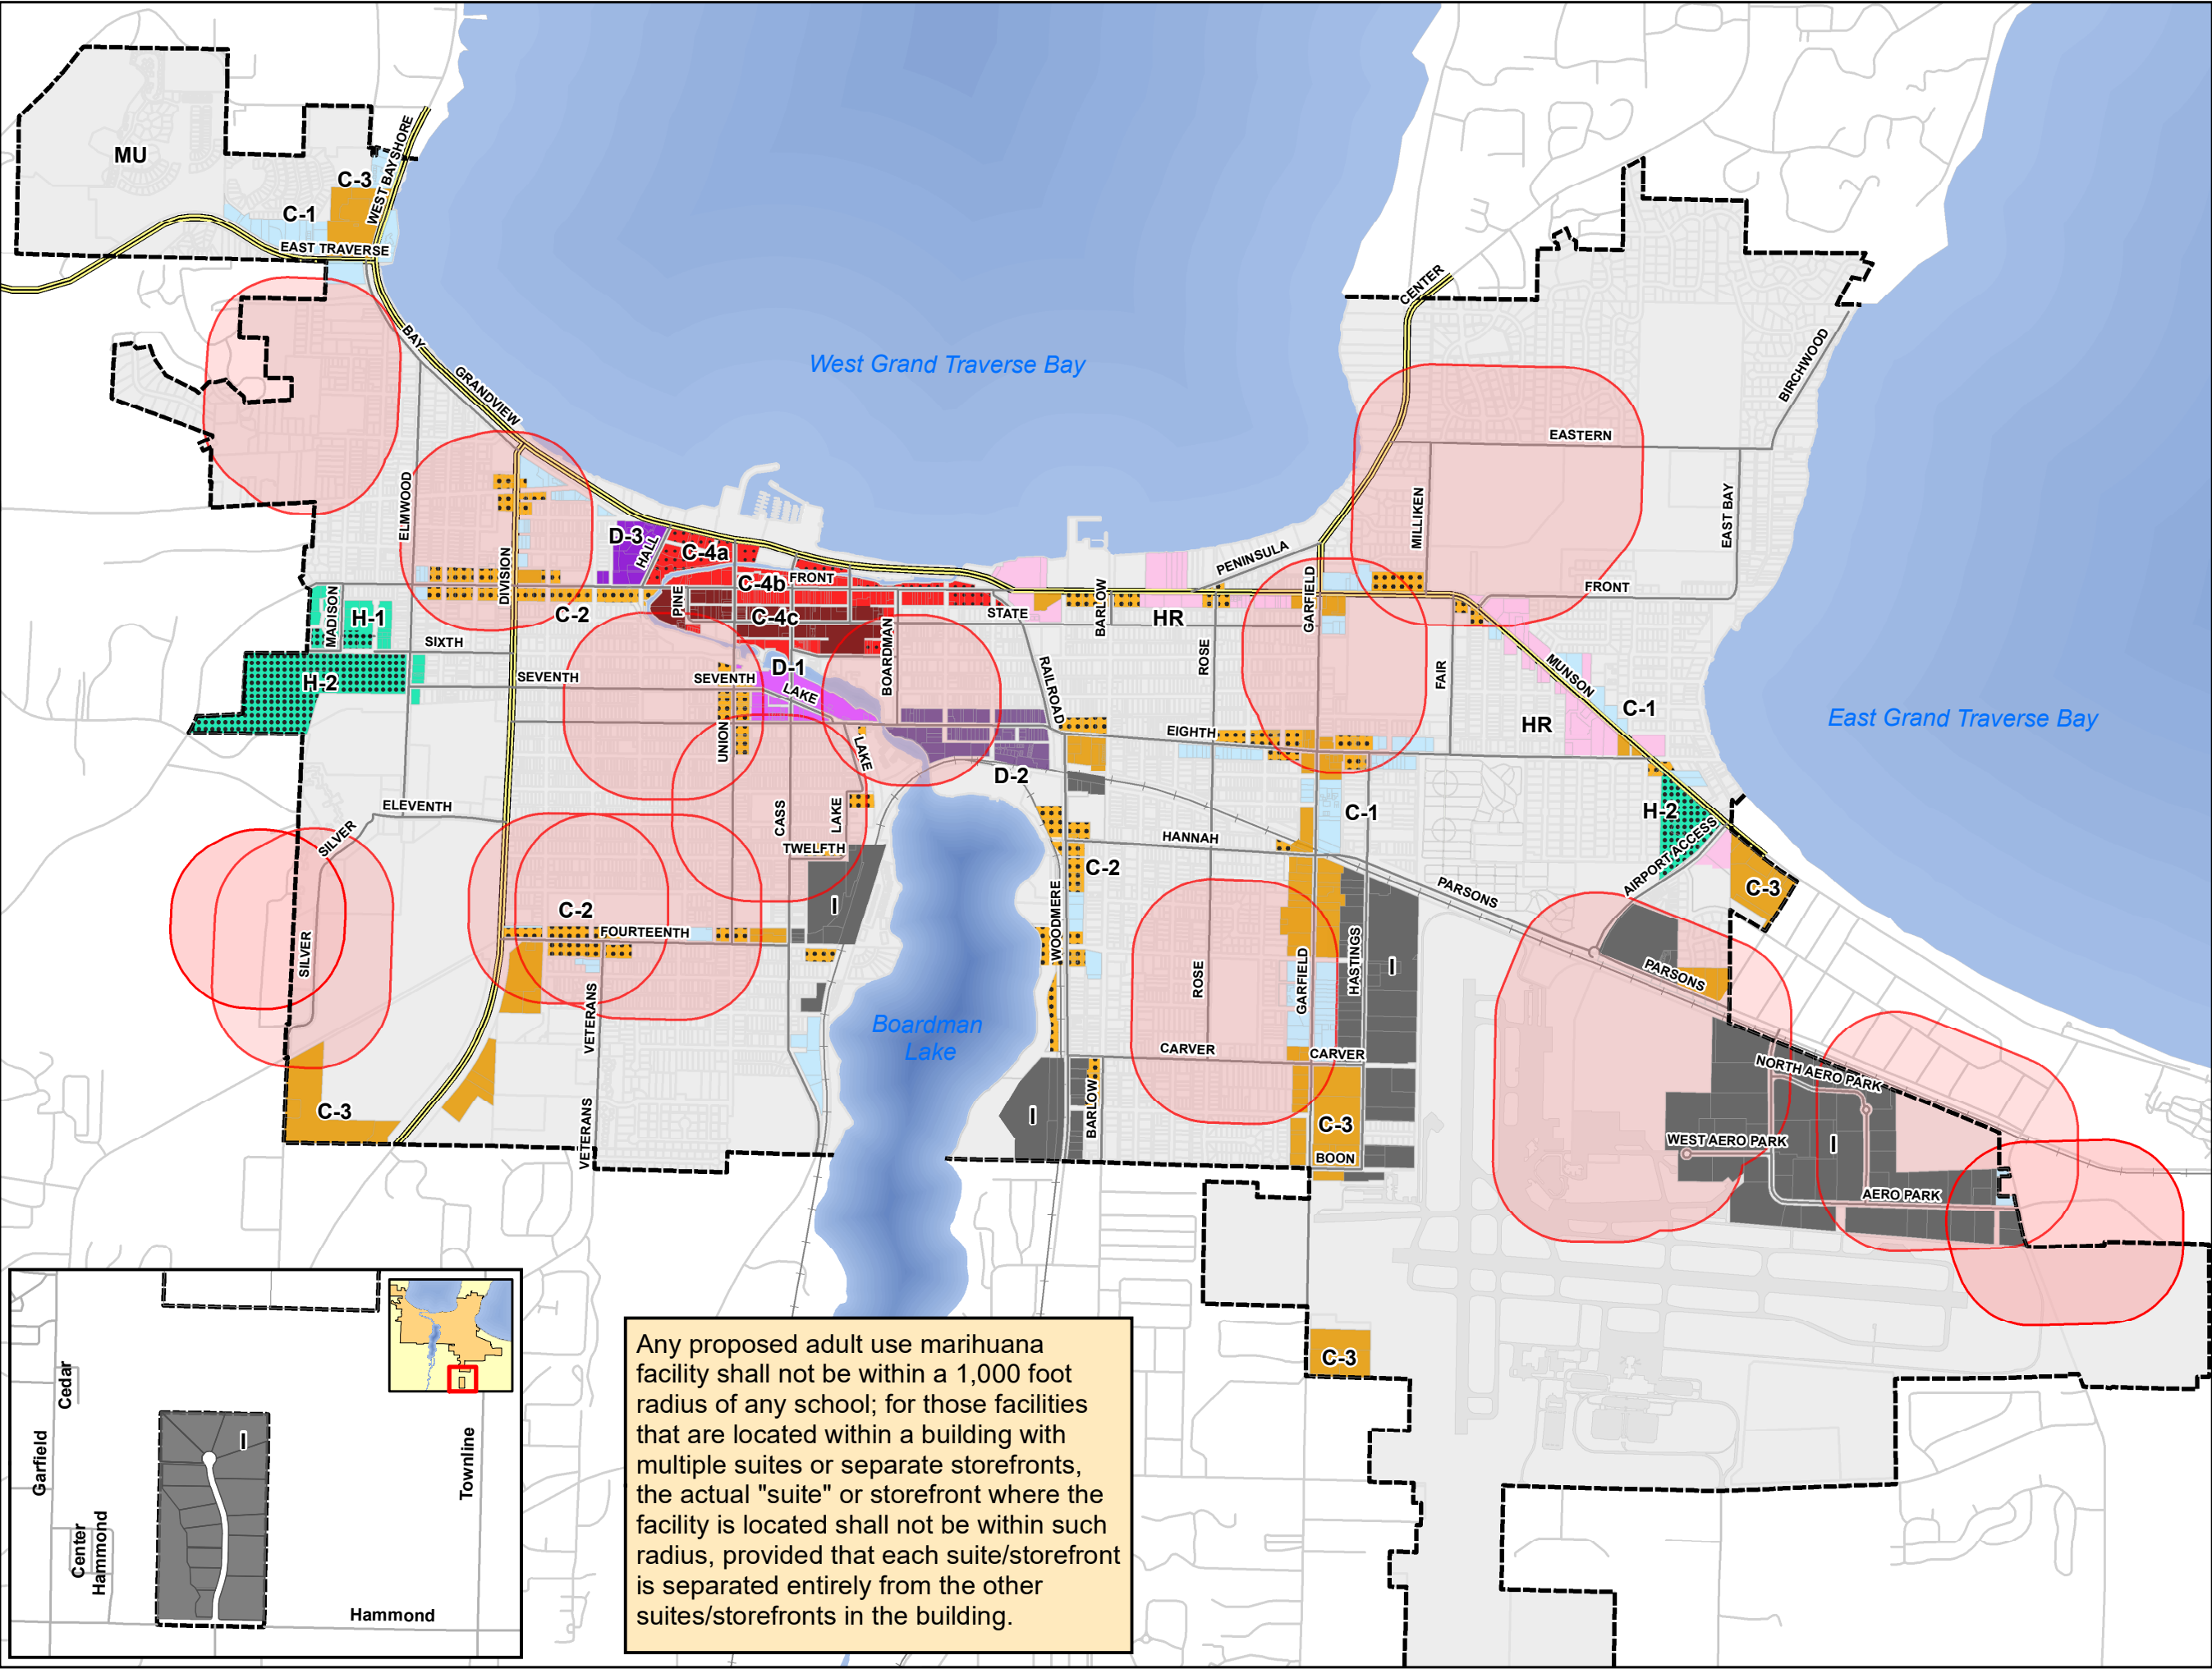 MU
C-3
WEST BAYSHORE
C-1
EAST TRAVERSE
CENTER
BAY
GRANDVIEW
West Grand Traverse Bay
BIRCHWOOD
EASTERN
ELMWOOD
MILLIKEN
EAST BAY
DIVISION
D-3
HALL
C-4a
C-4b
FRONT
PINE
C-4c
C-2
STATE
BARLOW
HR
ROSE
PENINSULA
GARFIELD
FRONT
MADISON
H-1
SIXTH
H-2
SEVENTH
SEVENTH
D-1
LAKE
BOARDMAN
RAILROAD
FAIR
MUNSON
C-1
HR
East Grand Traverse Bay
UNION
LAKE
EIGHTH
D-2
ELEVENTH
SILVER
CASS
LAKE
TWELFTH
HANNAH
C-1
H-2
AIRPORT ACCESS
C-3
C-2
PARSONS
WOODMERE
I
C-2
FOURTEENTH
SILVER
VETERANS
ROSE
GARFIELD
HASTINGS
I
PARSONS
Boardman
Lake
CARVER
CARVER
NORTH AERO PARK
C-3
VETERANS
I
BARLOW
C-3
BOON
WEST AERO PARK
I
AERO PARK
C-3
Cedar
Garfield
I
Townline
Center
Hammond
Hammond
Any proposed adult use marihuana
facility shall not be within a 1,000 foot
radius of any school; for those facilities
that are located within a building with
multiple suites or separate storefronts,
the actual "suite" or storefront where the
facility is located shall not be within such
radius, provided that each suite/storefront
is separated entirely from the other
suites/storefronts in the building.